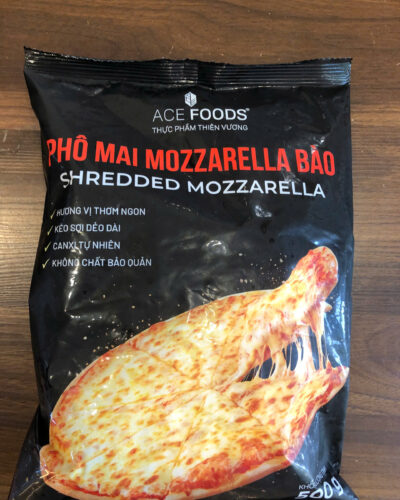 ACE FOODS®
THỰC PHẨM THIÊN VƯƠNG
PHÔ MAI MOZZARELLA BÀO
SHREDDED MOZZARELLA
HƯƠNG VỊ THƠM NGON
KÉO SỢI DẺO DÀI
CANXI TỰ NHIÊN
KHÔNG CHẤT BẢO QUẢN
500g